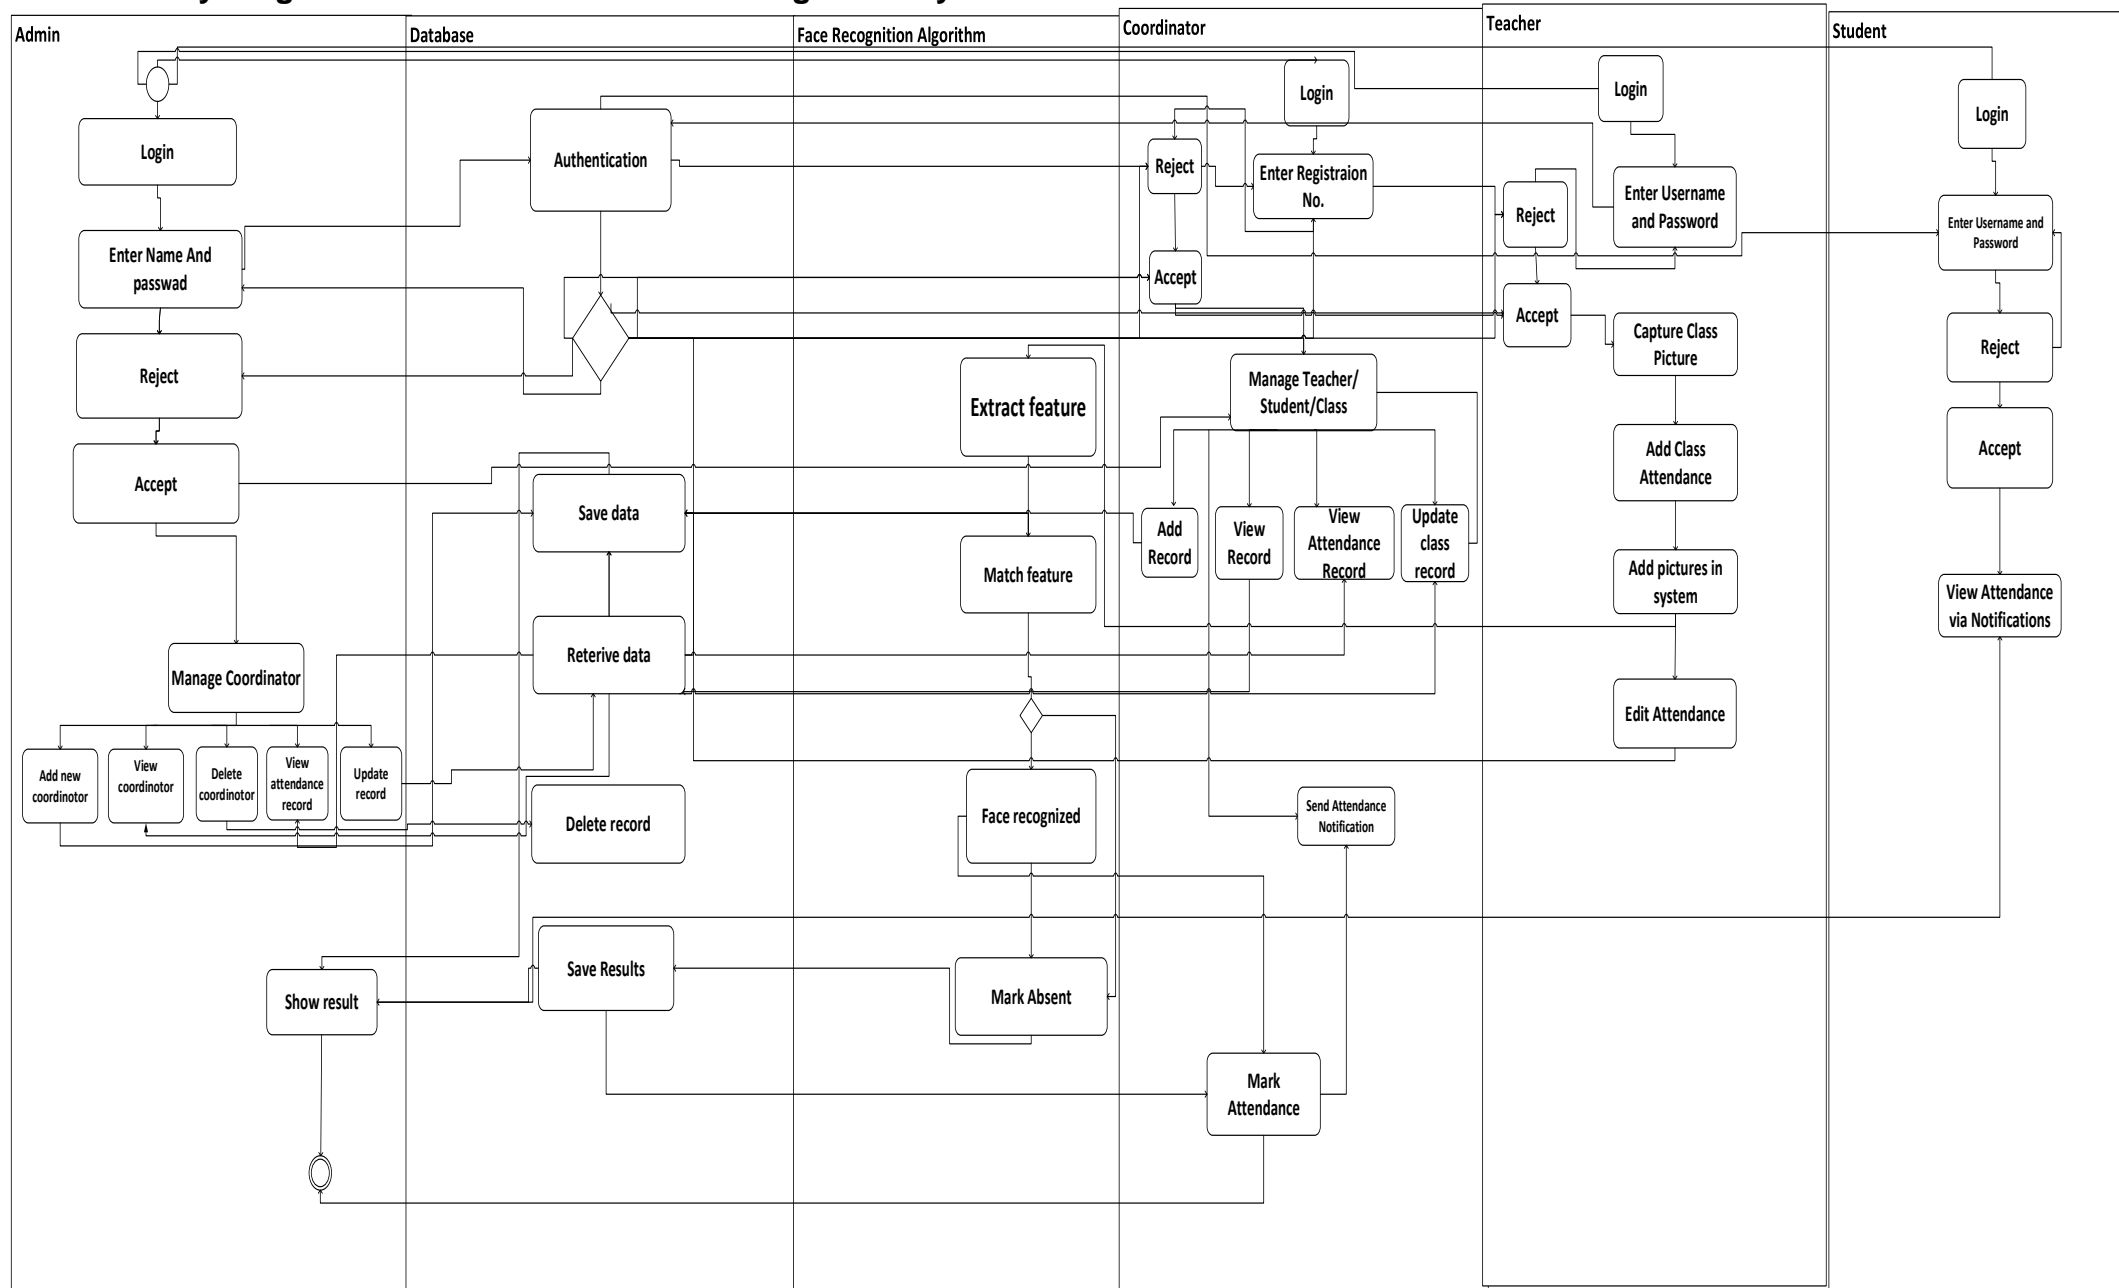 Admin
Database
Face Recognition Algorithm
Coordinator
Teacher
Student
Login
Enter Name And
passwad
Reject
Accept
Manage Coordinator
Add new
coordinotor
View
coordinotor
Delete
coordinotor
View
attendance
record
Update
record
Show result
Authentication
Save data
Reterive data
Delete record
Save Results
Extract feature
Match feature
Face recognized
Mark Absent
Login
Reject
Enter Registraion
No.
Accept
Manage Teacher/
Student/Class
Add
Record
View
Record
View
Attendance
Record
Update
class
record
Send Attendance
Notification
Mark
Attendance
Login
Enter Username
and Password
Reject
Accept
Capture Class
Picture
Add Class
Attendance
Add pictures in
system
Edit Attendance
Login
Enter Username and
Password
Reject
Accept
View Attendance
via Notifications